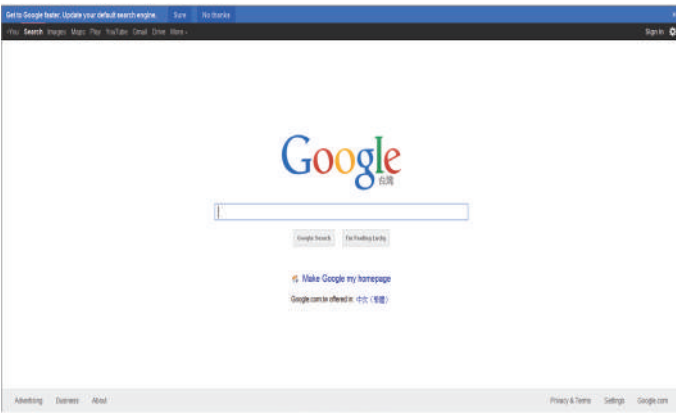 Get to Google faster. Update your default search engine. Sure No thanks
+You Search Images Maps Play YouTube Gmail Drive More Sign in
Google
台灣
Google Search I'm Feeling Lucky
Make Google my homepage
Google.com.tw offered in: 中文 (繁體)
Advertising Business About Privacy & Terms Settings Google.com